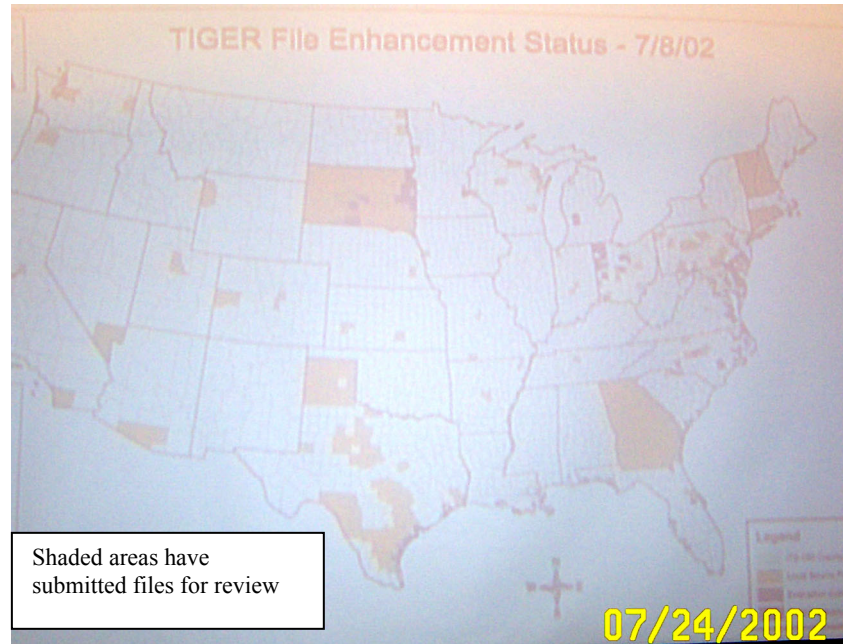 TIGER File Enhancement Status - 7/8/02
Shaded areas have
submitted files for review
Legend
07/24/2002